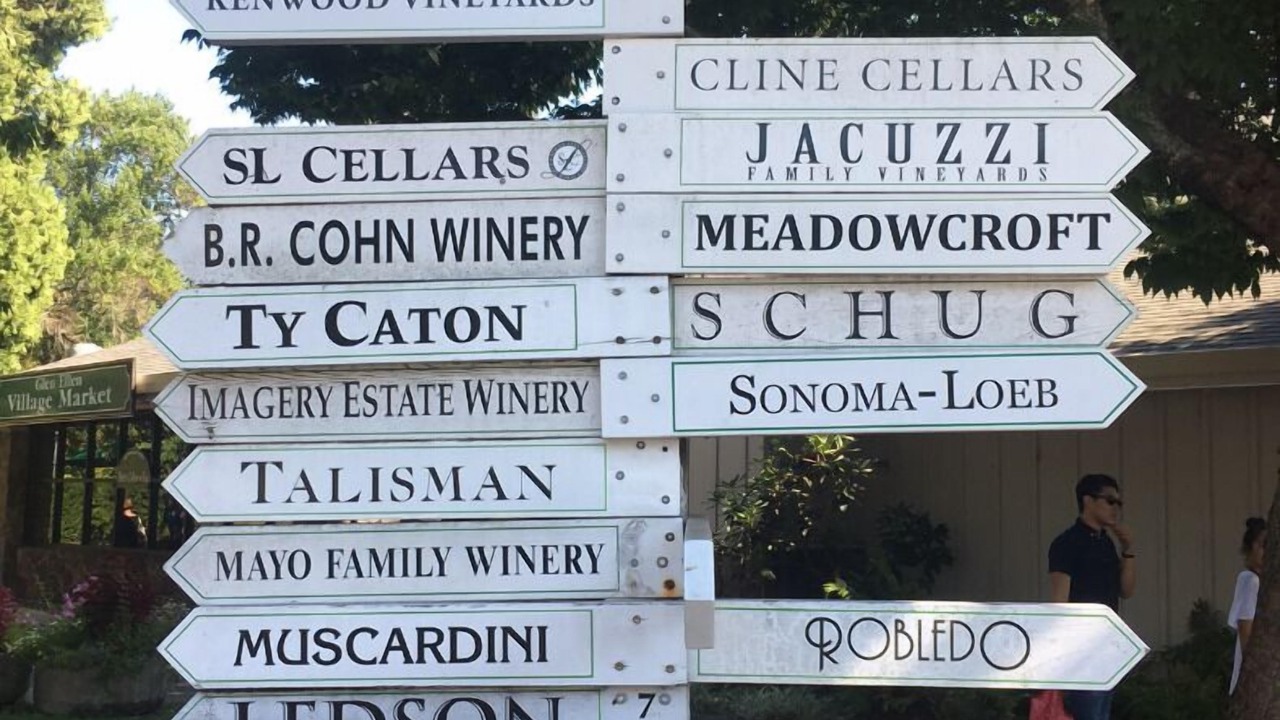 KENWOOD VINEYARDS
CLINE CELLARS
SL CELLARS
JACUZZI
FAMILY VINEYARDS
B.R. COHN WINERY
MEADOWCROFT
TY CATON
SCHUG
IMAGERY ESTATE WINERY
SONOMA-LOEB
Glen Ellen
Village Market
TALISMAN
MAYO FAMILY WINERY
MUSCARDINI
ROBLEDO
LEDSON
7